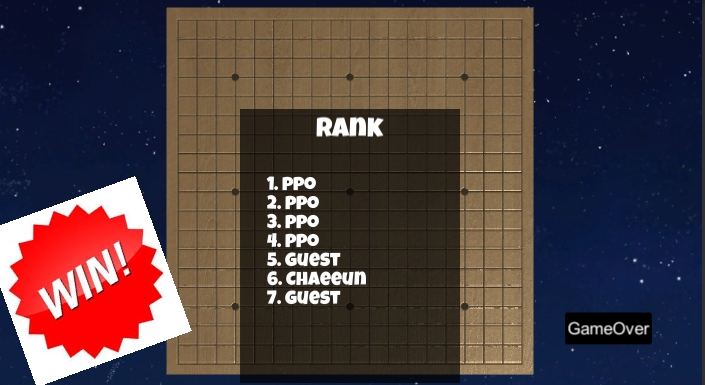 Rank
1. PPO
2. PPO
3. PPO
4. PPO
5. Guest
6. Chaeeun
7. Guest
WIN!
GameOver